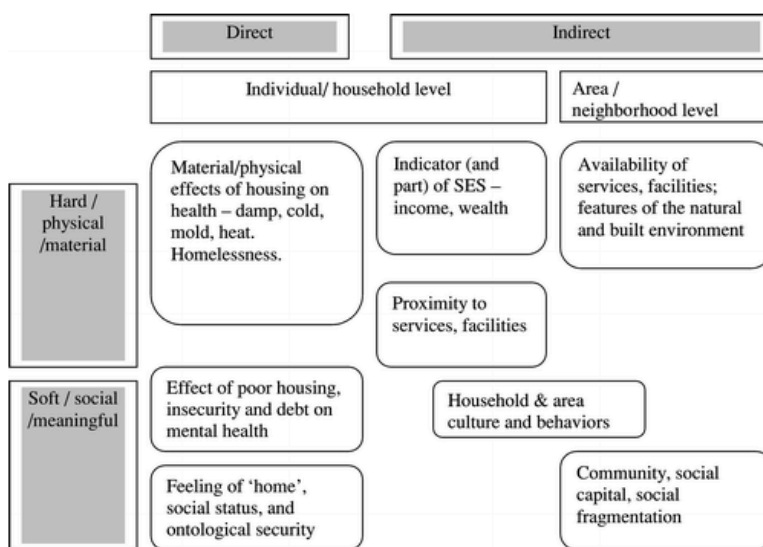 Direct
Indirect
Individual/ household level
Area /
neighborhood level
Hard /
physical
/material
Material/physical
effects of housing on
health – damp, cold,
mold, heat.
Homelessness.
Indicator (and
part) of SES –
income, wealth
Availability of
services, facilities;
features of the natural
and built environment
Proximity to
services, facilities
Soft / social
/meaningful
Effect of poor housing,
insecurity and debt on
mental health
Household & area
culture and behaviors
Feeling of ‘home’,
social status, and
ontological security
Community, social
capital, social
fragmentation